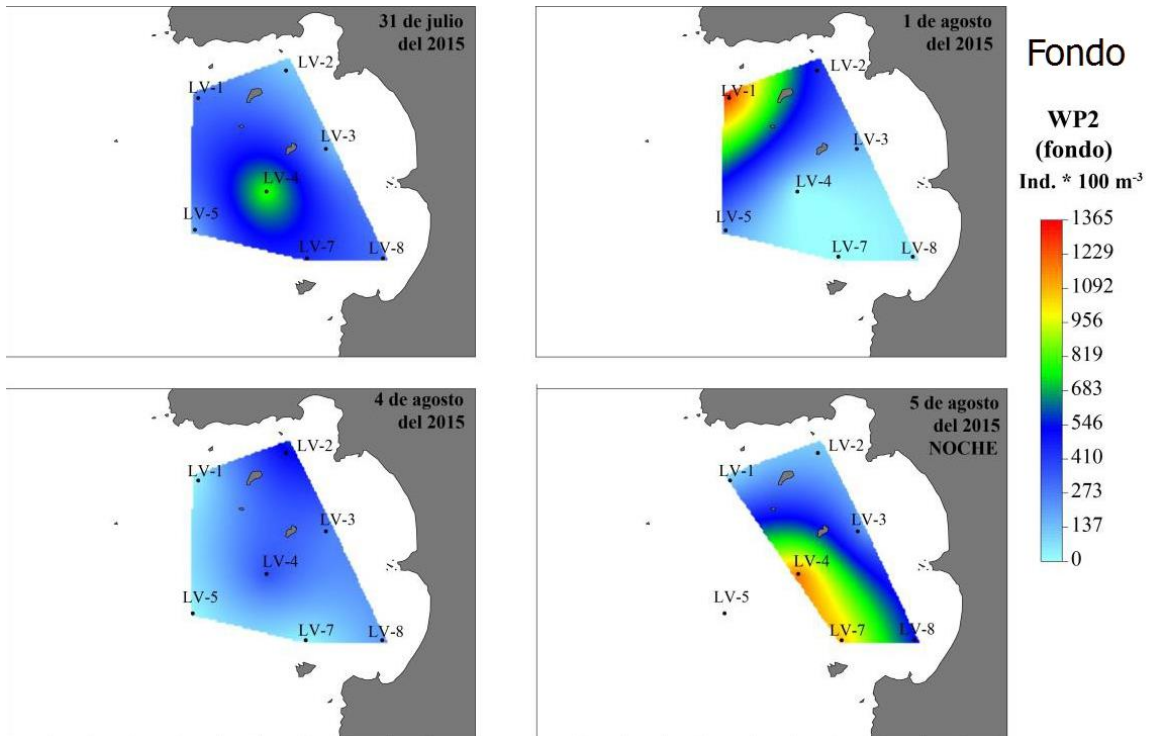 31 de julio
del 2015
LV-2
LV-1
LV-3
LV-4
LV-5
LV-7
LV-8
1 de agosto
del 2015
LV-2
LV-1
LV-3
LV-4
LV-5
LV-7
LV-8
4 de agosto
del 2015
LV-2
LV-1
LV-3
LV-4
LV-5
LV-7
LV-8
5 de agosto
del 2015
NOCHE
LV-2
LV-1
LV-3
LV-4
LV-5
LV-7
LV-8
Fondo
WP2
(fondo)
Ind. * 100 m⁻³
1365
1229
1092
956
819
683
546
410
273
137
0